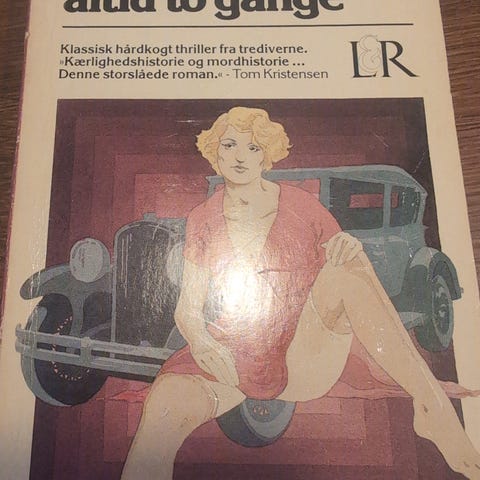 altid to gange
Klassisk hårdkogt thriller fra trediverne.
»Kærlighedshistorie og mordhistorie ...
Denne storslåede roman.« - Tom Kristensen
L&R